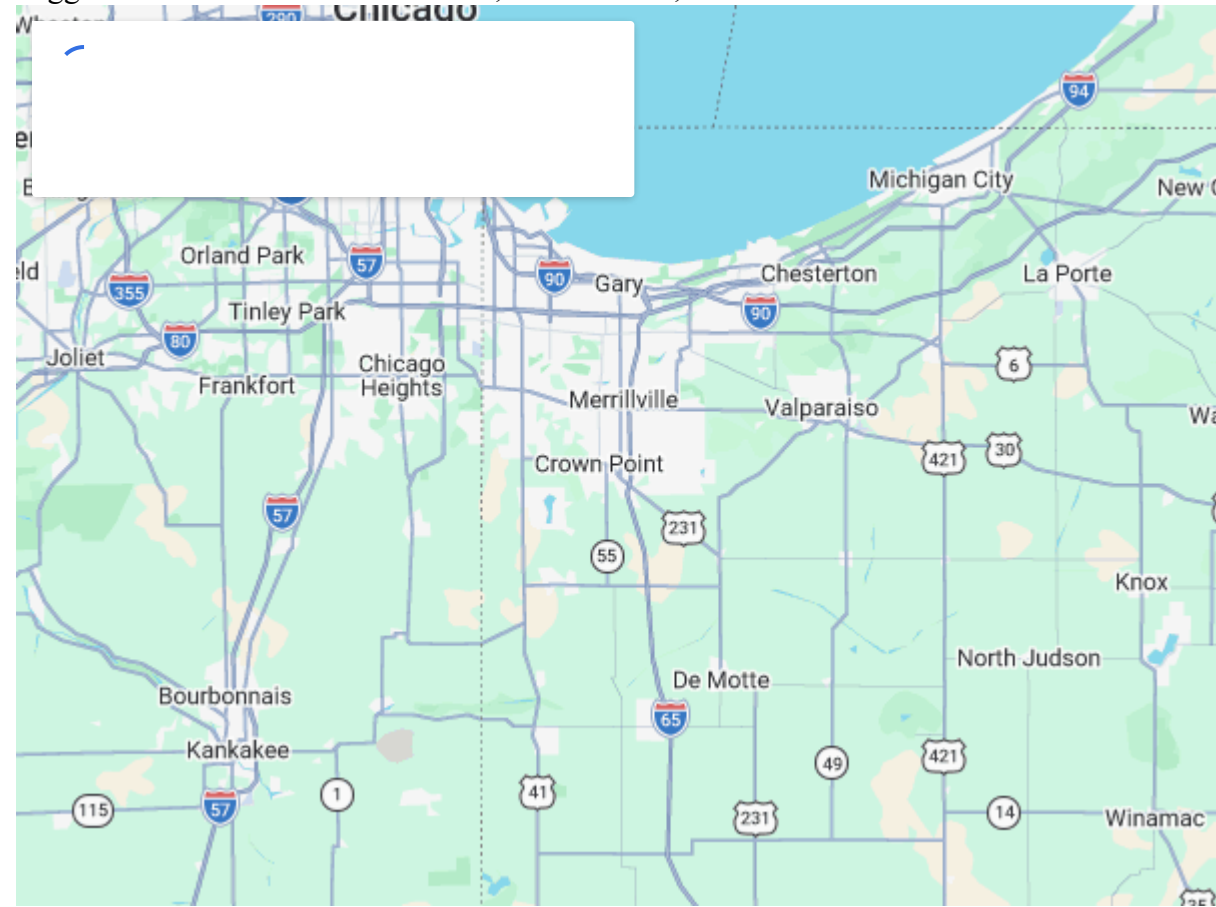 Chicago
290
94
Michigan City
Orland Park
57
355
90
Gary
Chesterton
La Porte
Tinley Park
90
80
Joliet
Chicago
Heights
6
Frankfort
Merrillville
Valparaiso
Crown Point
421
30
57
231
55
Knox
North Judson
De Motte
Bourbonnais
65
Kankakee
421
49
41
1
115
57
231
14
Winamac